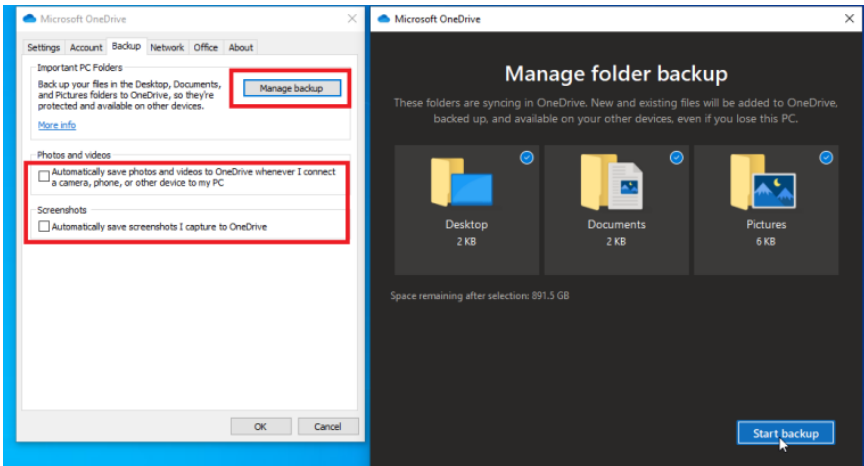 Microsoft OneDrive
Settings Account Backup Network Office About
Important PC Folders
Back up your files in the Desktop, Documents,
and Pictures folders to OneDrive, so they're
protected and available on other devices.
Manage backup
More info
Photos and videos
Automatically save photos and videos to OneDrive whenever I connect
a camera, phone, or other device to my PC
Screenshots
Automatically save screenshots I capture to OneDrive
OK Cancel
Microsoft OneDrive
Manage folder backup
These folders are syncing in OneDrive. New and existing files will be added to OneDrive,
backed up, and available on your other devices, even if you lose this PC.
Desktop Documents Pictures
2 KB 2 KB 6 KB
Space remaining after selection: 891.5 GB
Start backup